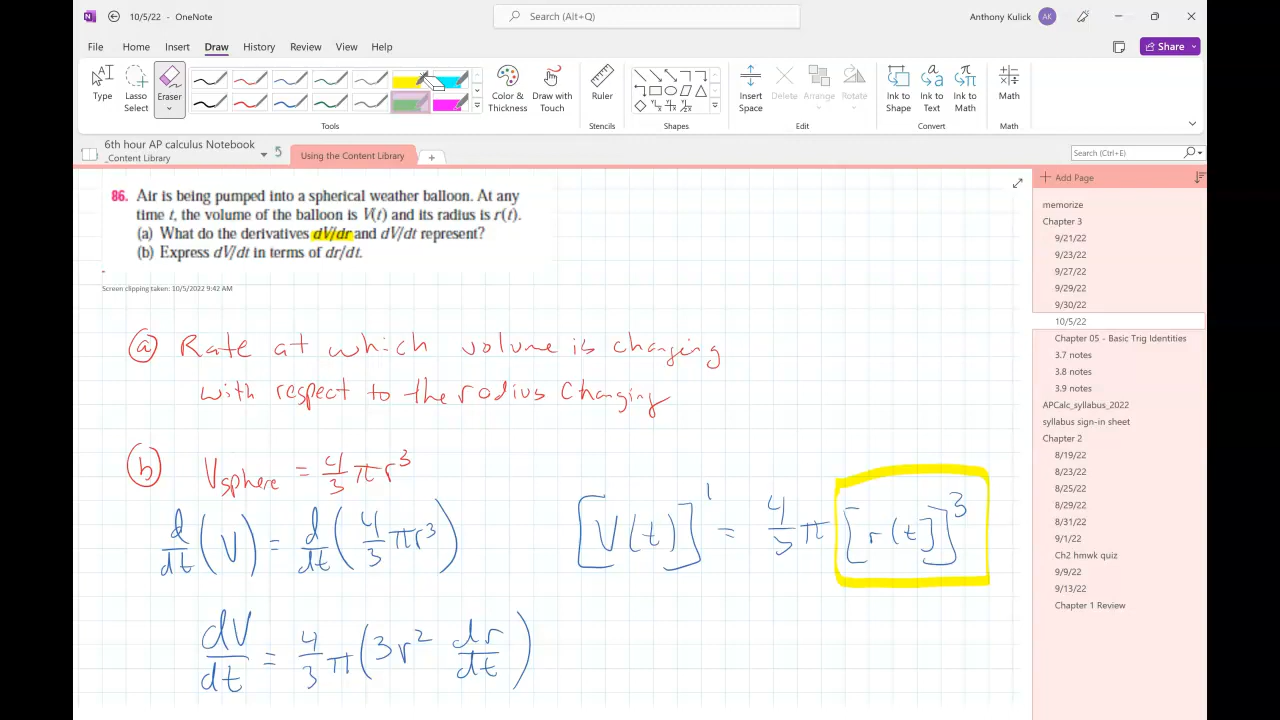 10/5/22 - OneNote
Search (Alt+Q)
Anthony Kulick
AK
File Home Insert Draw History Review View Help
Share
Type
Lasso Select
Eraser
Color & Thickness
Draw with Touch
Ruler
Insert Space
Delete
Arrange
Rotate
Ink to Shape
Ink to Text
Ink to Math
Math
Tools
Stencils
Shapes
Edit
Convert
Math
6th hour AP calculus Notebook
_Content Library
Using the Content Library
Search (Ctrl+E)
Add Page
86. Air is being pumped into a spherical weather balloon. At any
time t, the volume of the balloon is V(t) and its radius is r(t).
(a) What do the derivatives dV/dr and dV/dt represent?
(b) Express dV/dt in terms of dr/dt.
Screen clipping taken: 10/5/2022 9:42 AM
(a) Rate at which volume is changing
with respect to the radius changing
(b) Vsphere = 4/3 πr³
d/dt (V) = d/dt (4/3 πr³)
[V(t)]' = 4/3 π [r(t)]³
dV/dt = 4/3 π (3r² dr/dt)
memorize
Chapter 3
9/21/22
9/23/22
9/27/22
9/29/22
9/30/22
10/5/22
Chapter 05 - Basic Trig Identities
3.7 notes
3.8 notes
3.9 notes
APCalc_syllabus_2022
syllabus sign-in sheet
Chapter 2
8/19/22
8/23/22
8/25/22
8/29/22
8/31/22
9/1/22
Ch2 hmwk quiz
9/9/22
9/13/22
Chapter 1 Review